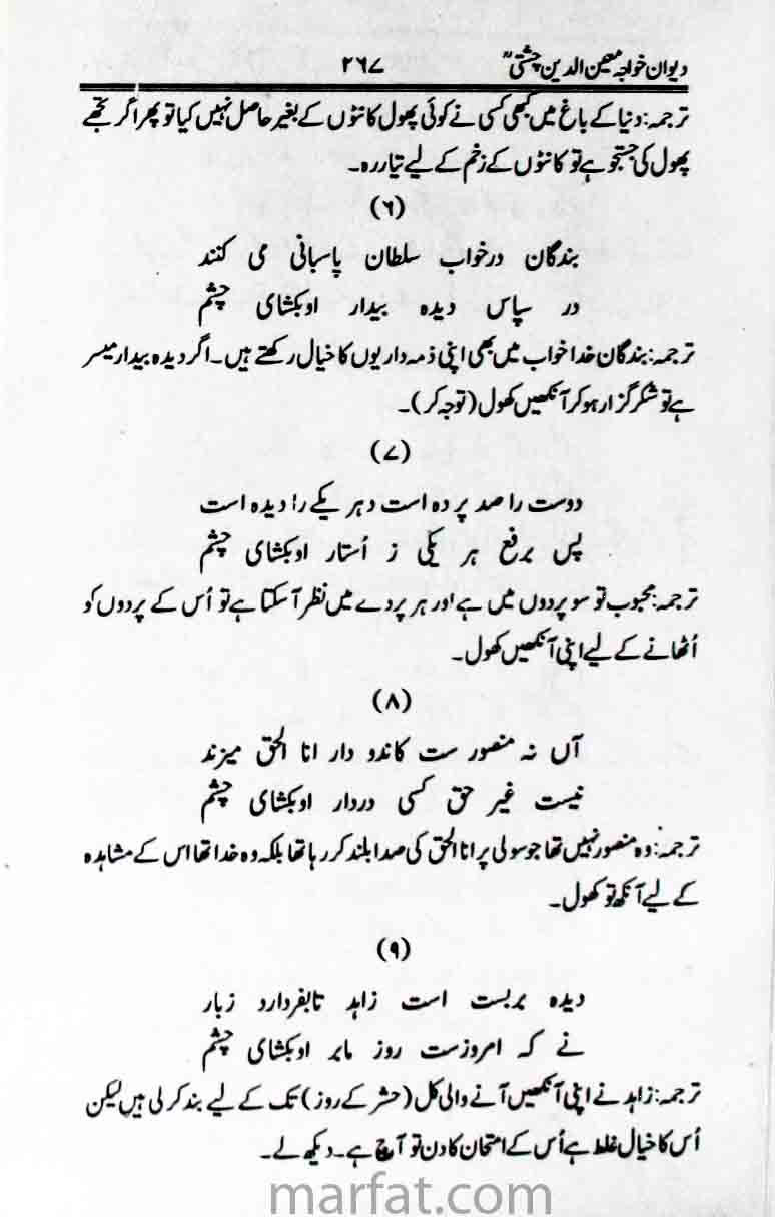 دیوان خواجہ معین الدین چشتیؒ ۲۶۷
ترجمہ: دنیا کے باغ میں کبھی کسی نے کوئی پھول کانٹوں کے بغیر حاصل نہیں کیا تو پھر اگر تجھے
پھول کی جستجو ہے تو کانٹوں کے زخم کے لیے تیار رہ۔
(۶)
بندگان درخواب سلطان پاسبانی می کنند
در سپاس دیدہ بیدار اوبکشای چشم
ترجمہ: بندگان خدا خواب میں بھی اپنی ذمہ داریوں کا خیال رکھتے ہیں۔ اگر دیدہ بیدار میسر
ہے تو شکر گزار ہو کر آنکھیں کھول (توجہ کر)۔
(۷)
دوست را صد پردہ است دہر یکے را دیدہ است
پس برفع ہر یکی ز اُستار اوبکشای چشم
ترجمہ: محبوب تو سو پردوں میں ہے اور ہر پردے میں نظر آ سکتا ہے تو اُس کے پردوں کو
اُٹھانے کے لیے اپنی آنکھیں کھول۔
(۸)
آں نہ منصور ست کاندو دار انا الحق میزند
نیست غیر حق کسی دردار اوبکشای چشم
ترجمہ: وہ منصور نہیں تھا جو سولی پر انا الحق کی صدا بلند کر رہا تھا بلکہ وہ خدا تھا اس کے مشاہدہ
کے لیے آنکھ تو کھول۔
(۹)
دیدہ بربست است زاہد تابفردارد زبار
نے کہ امروزست روز مابر اوبکشای چشم
ترجمہ: زاہد نے اپنی آنکھیں آنے والی کل (حشر کے روز) تک کے لیے بند کر لی ہیں لیکن
اُس کا خیال غلط ہے اُس کے امتحان کا دن تو آج ہے۔ دیکھ لے۔
marfat.com